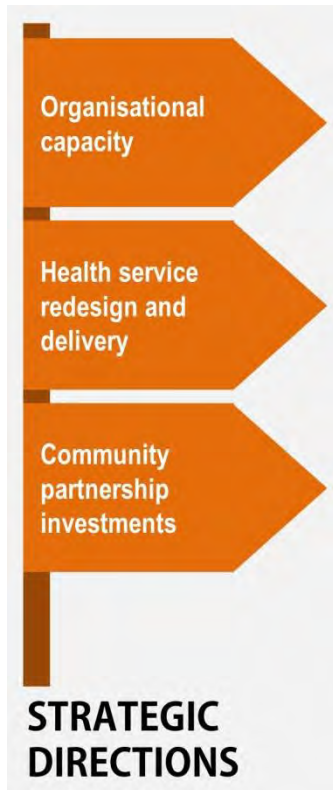 Organisational
capacity
Health service
redesign and
delivery
Community
partnership
investments
STRATEGIC
DIRECTIONS